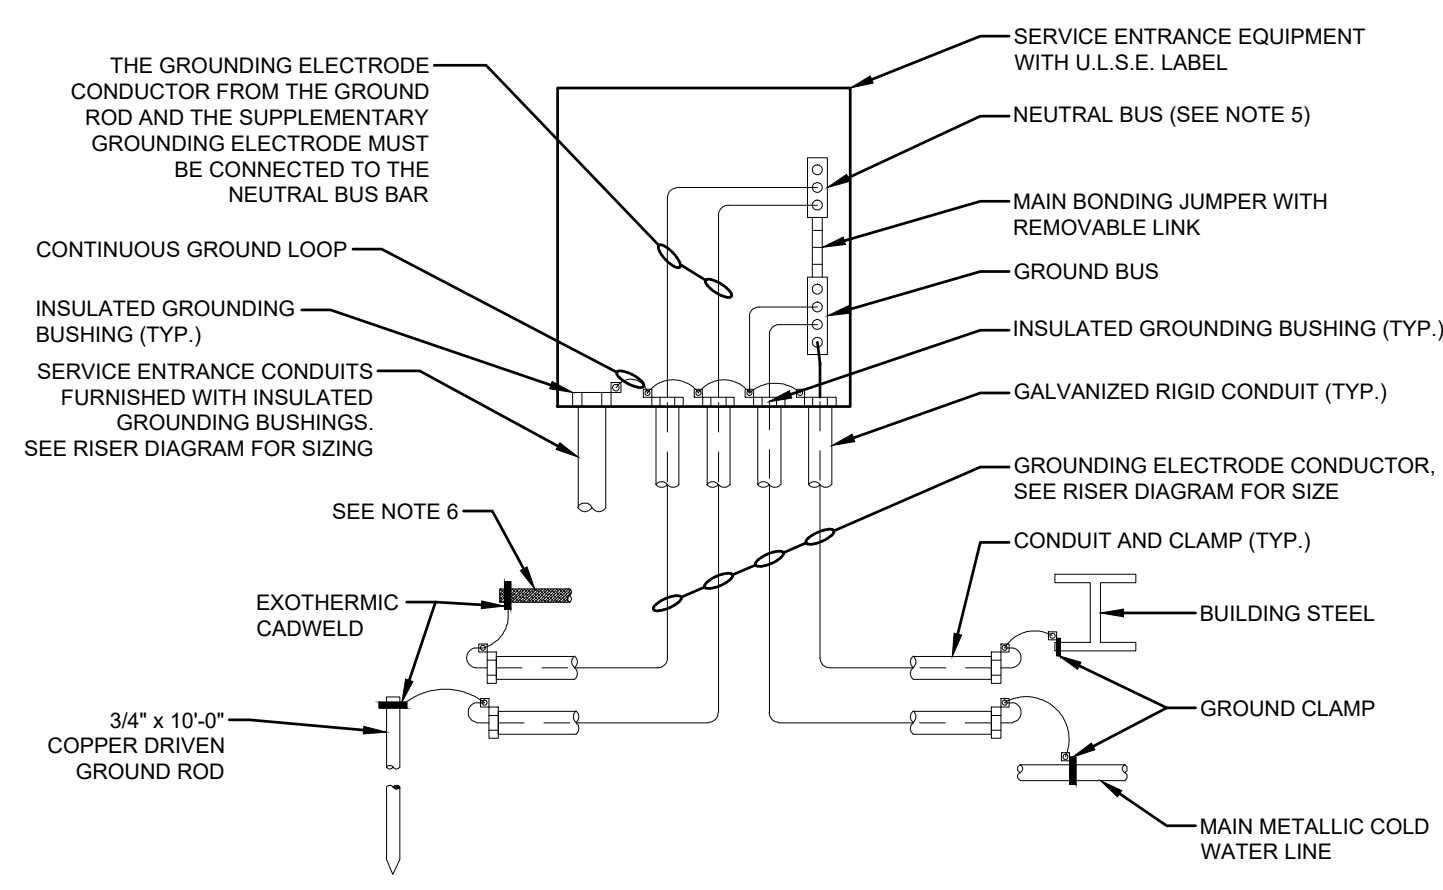 THE GROUNDING ELECTRODE
CONDUCTOR FROM THE GROUND
ROD AND THE SUPPLEMENTARY
GROUNDING ELECTRODE MUST
BE CONNECTED TO THE
NEUTRAL BUS BAR
CONTINUOUS GROUND LOOP
INSULATED GROUNDING
BUSHING (TYP.)
SERVICE ENTRANCE CONDUITS
FURNISHED WITH INSULATED
GROUNDING BUSHINGS.
SEE RISER DIAGRAM FOR SIZING
SEE NOTE 6
EXOTHERMIC
CADWELD
3/4" x 10'-0"
COPPER DRIVEN
GROUND ROD
SERVICE ENTRANCE EQUIPMENT
WITH U.L.S.E. LABEL
NEUTRAL BUS (SEE NOTE 5)
MAIN BONDING JUMPER WITH
REMOVABLE LINK
GROUND BUS
INSULATED GROUNDING BUSHING (TYP.)
GALVANIZED RIGID CONDUIT (TYP.)
GROUNDING ELECTRODE CONDUCTOR,
SEE RISER DIAGRAM FOR SIZE
CONDUIT AND CLAMP (TYP.)
BUILDING STEEL
GROUND CLAMP
MAIN METALLIC COLD
WATER LINE